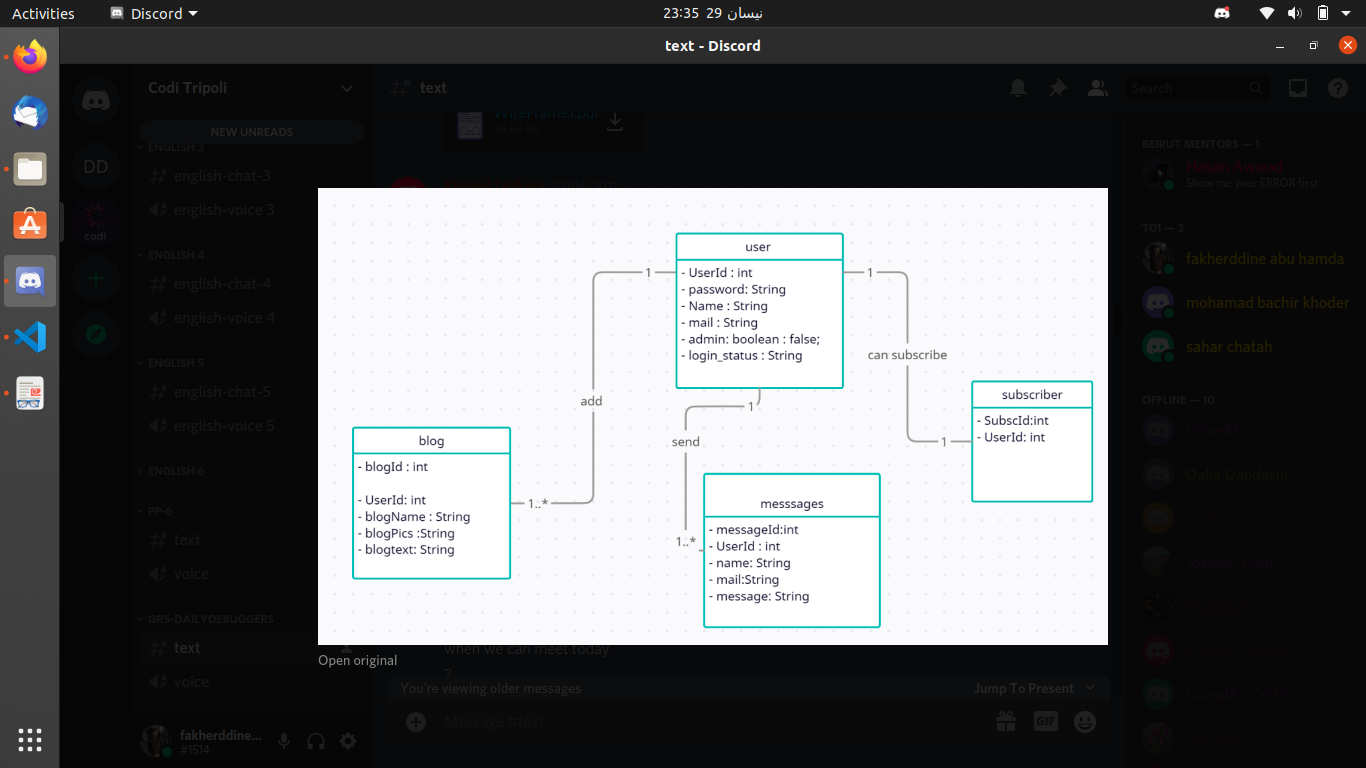 Activities
Discord
23:35 29 نيسان
text - Discord
Codi Tripoli
NEW UNREADS
ENGLISH 3
english-chat-3
english-voice 3
ENGLISH 4
english-chat-4
english-voice 4
ENGLISH 5
english-chat-5
english-voice 5
ENGLISH 6
PP-6
text
voice
GRS-DAILYDEBUGGERS
text
voice
fakherddine...
#1514
DD
codi
text
Search
user
- UserId : int
- password: String
- Name : String
- mail : String
- admin: boolean : false;
- login_status : String
1
1
1
add
can subscribe
send
subscriber
- SubscId:int
- UserId: int
1
blog
- blogId : int
- UserId: int
- blogName : String
- blogPics :String
- blogtext: String
1..*
messsages
- messageId:int
- UserId : int
- name: String
- mail:String
- message: String
1..*
Open original
when we can meet today
?
You're viewing older messages
Jump To Present
Message #text
GIF
BEIRUT MENTORS — 1
Hasan Awwad
Show me your ERROR first
T01 — 3
fakherddine abu hamda
mohamad bachir khoder
sahar chatah
OFFLINE — 10